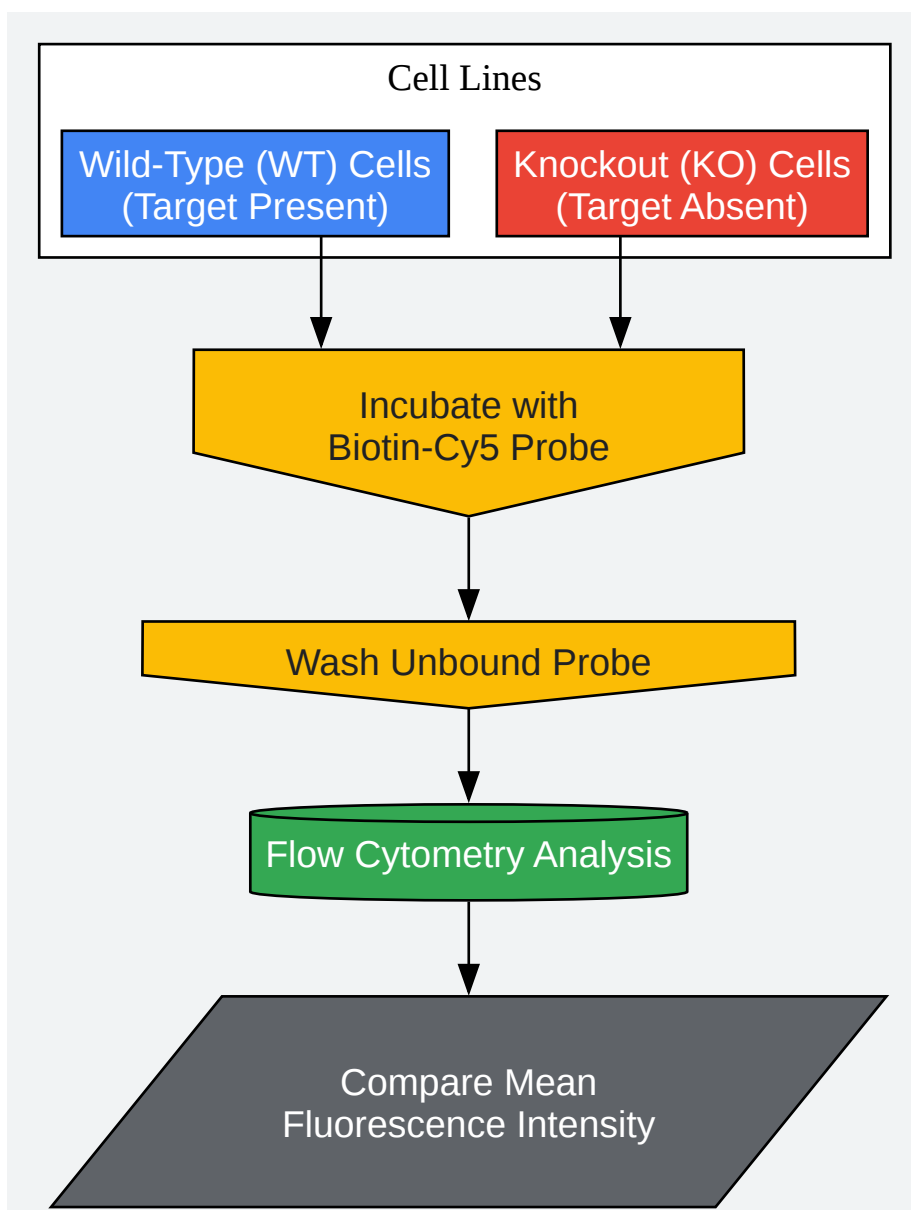 Cell Lines
Wild-Type (WT) Cells
(Target Present)
Knockout (KO) Cells
(Target Absent)
Incubate with
Biotin-Cy5 Probe
Wash Unbound Probe
Flow Cytometry Analysis
Compare Mean
Fluorescence Intensity